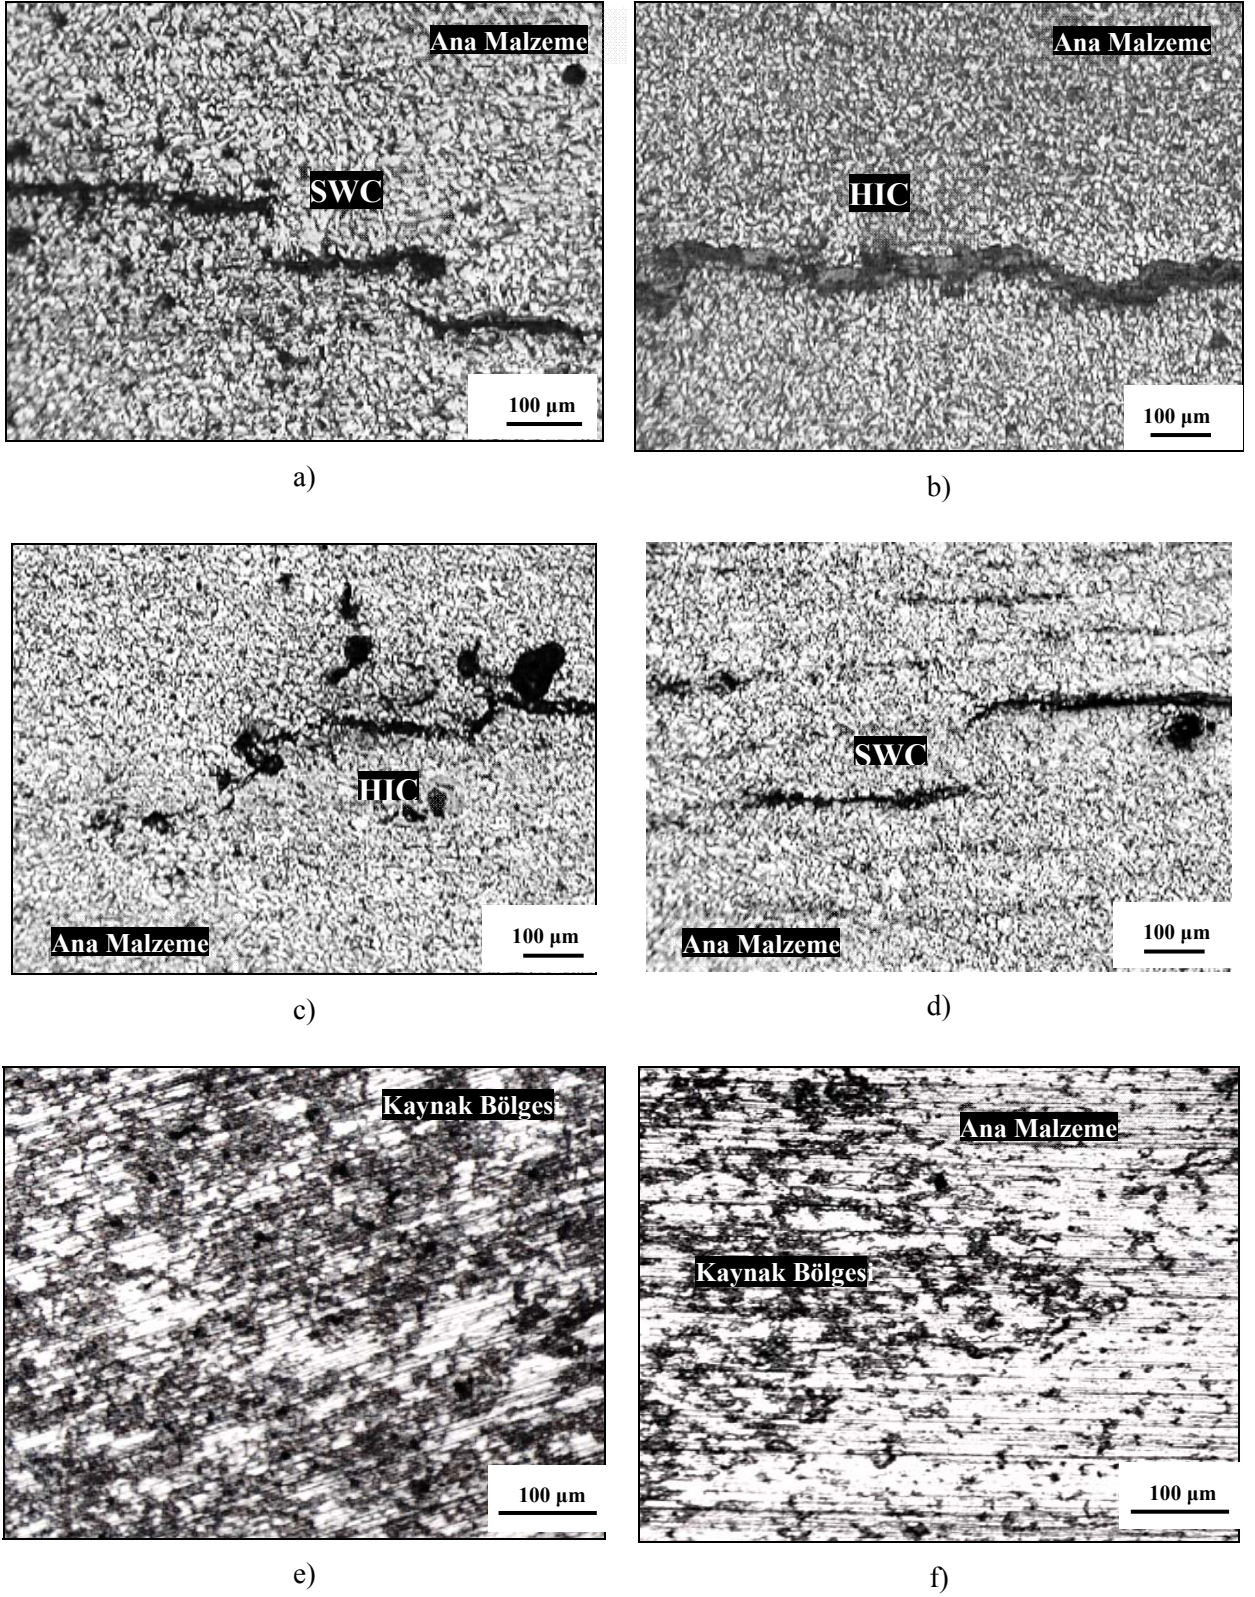 Ana Malzeme
SWC
100 µm
a)
Ana Malzeme
HIC
100 µm
b)
HIC
Ana Malzeme
100 µm
c)
SWC
Ana Malzeme
100 µm
d)
Kaynak Bölgesi
100 µm
e)
Ana Malzeme
Kaynak Bölgesi
100 µm
f)